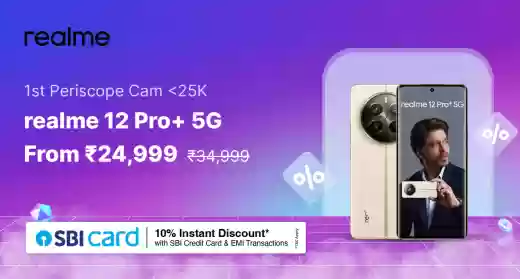 realme
1st Periscope Cam <25K
realme 12 Pro+ 5G
From ₹24,999 ₹34,999
realme 12 Pro+ 5G
%
%
SBI card
10% Instant Discount*
with SBI Credit Card & EMI Transactions